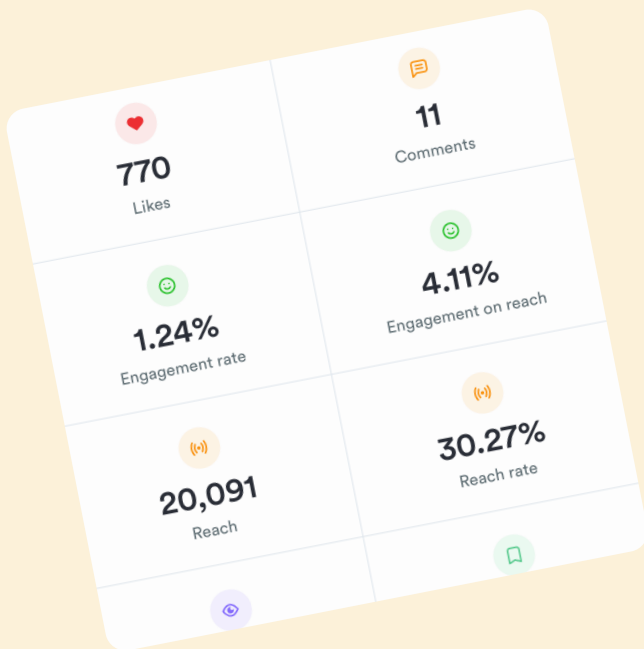 770
Likes
11
Comments
1.24%
Engagement rate
4.11%
Engagement on reach
20,091
Reach
30.27%
Reach rate